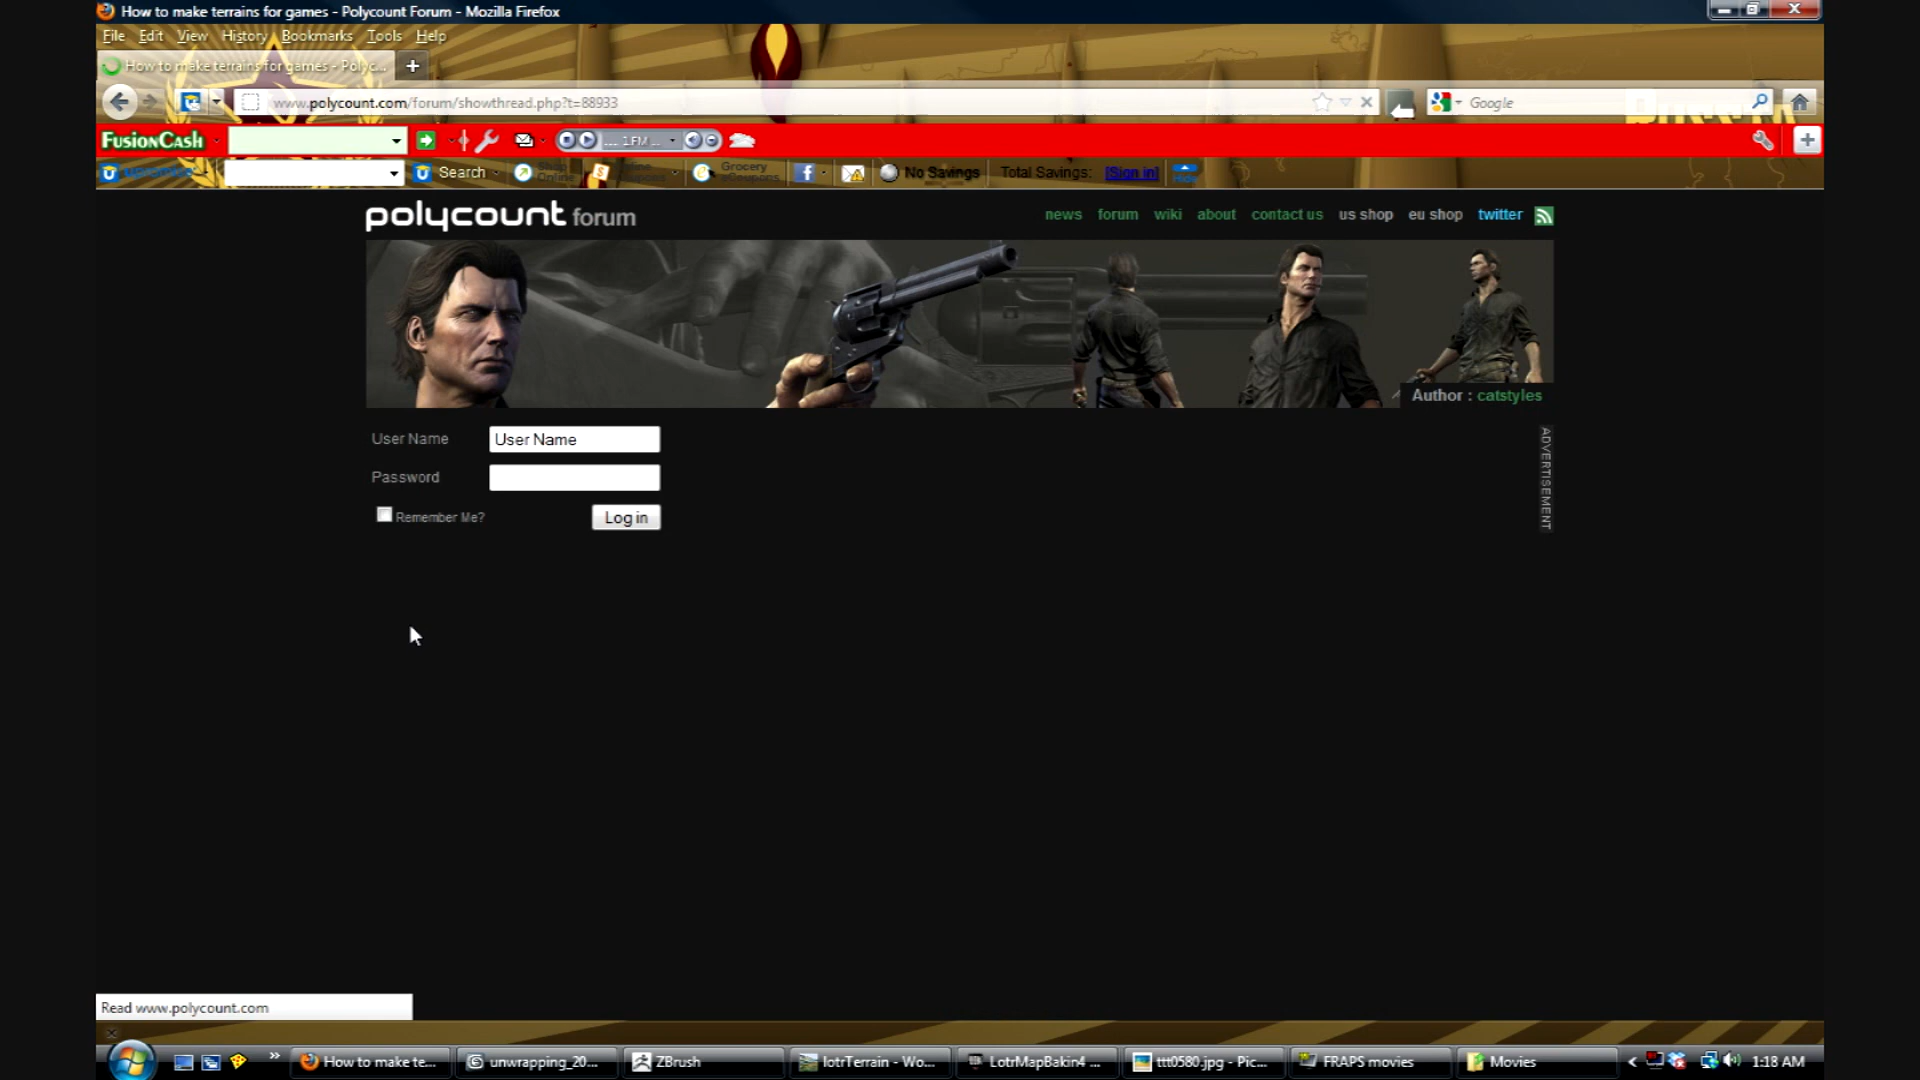 How to make terrains for games - Polycount Forum - Mozilla Firefox
File Edit View History Bookmarks Tools Help
How to make terrains for games - Polyc... +
www.polycount.com/forum/showthread.php?t=88933 Google
FusionCash
Search Shop Online Grocery eCoupons No Savings Total Savings: [Sign in]
polycount forum
news forum wiki about contact us us shop eu shop twitter
Author : catstyles
User Name User Name
Password
Remember Me? Log in
ADVERTISEMENT
Read www.polycount.com
How to make te... unwrapping_20... ZBrush lotrTerrain - Wo... LotrMapBakin4 ... ttt0580.jpg - Pic... FRAPS movies Movies 1:18 AM